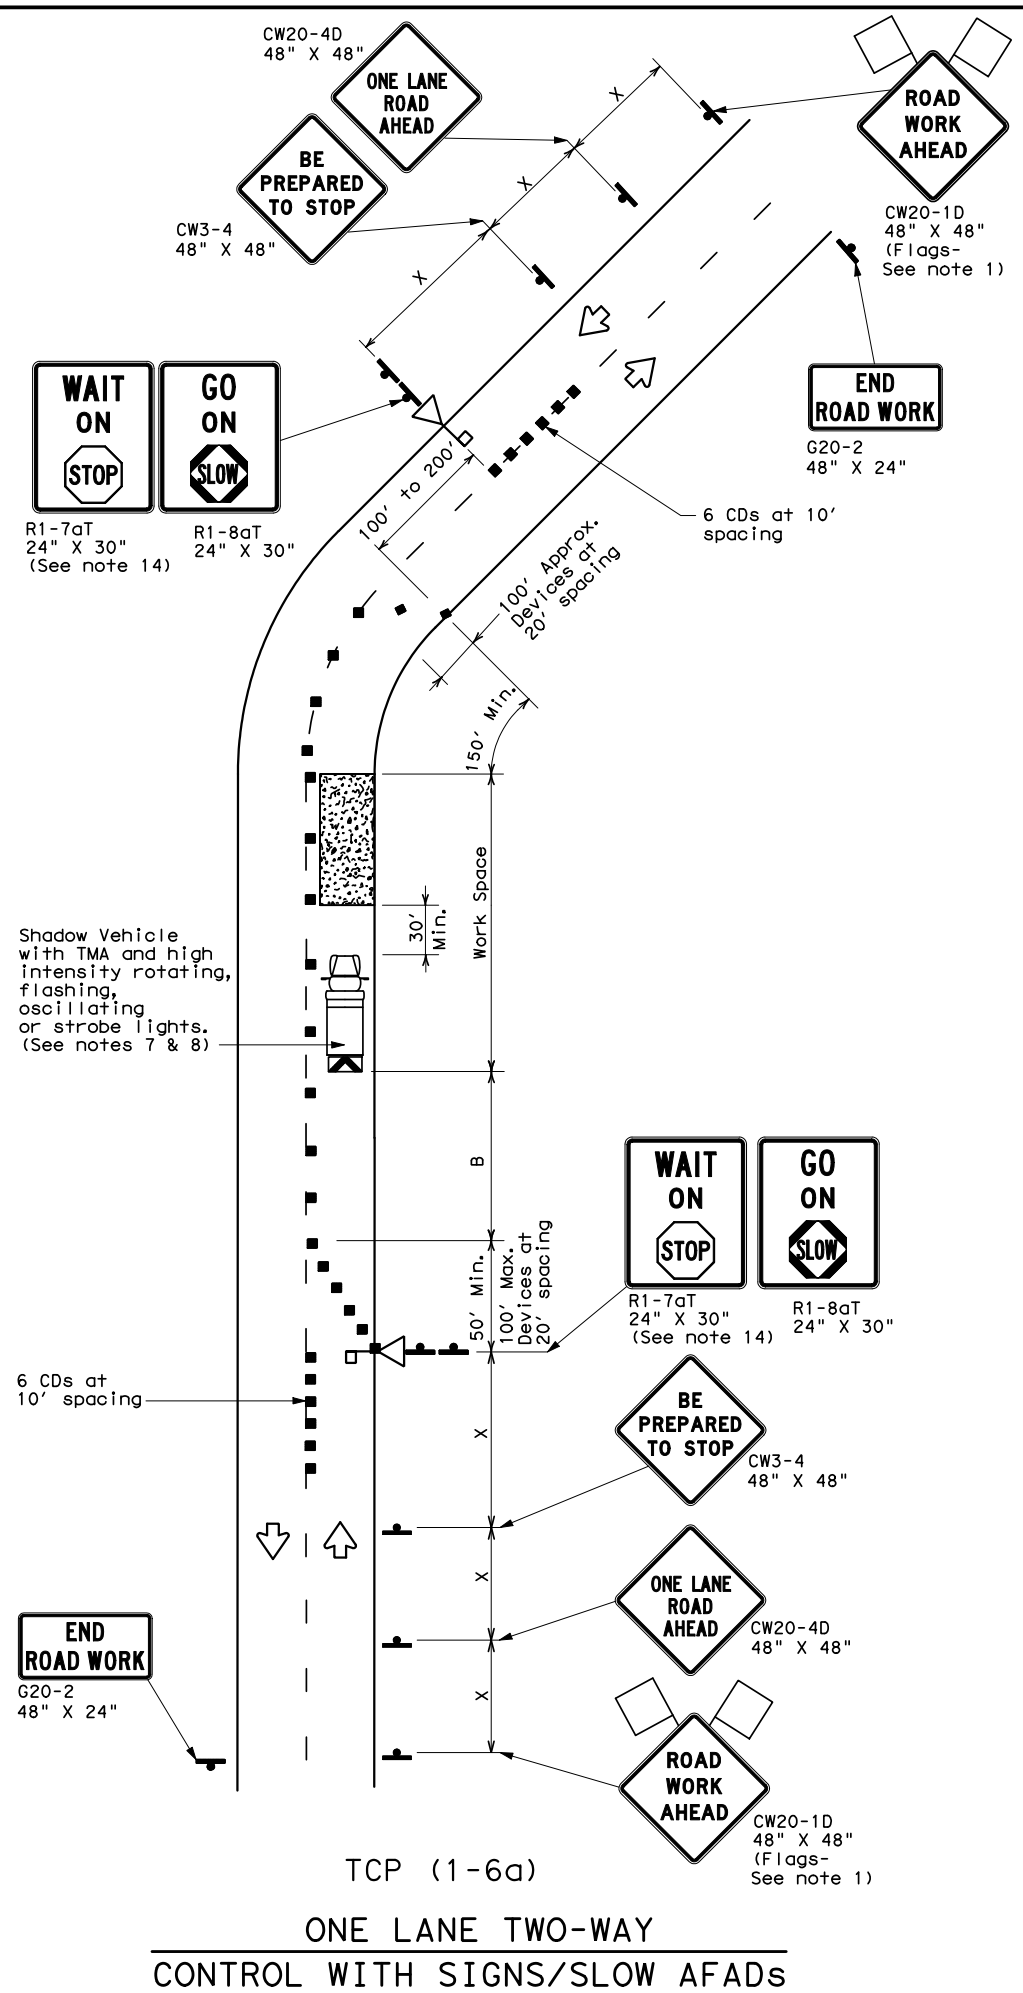 CW20-4D
48" X 48"
ONE LANE
ROAD
AHEAD
X
ROAD
WORK
AHEAD
BE
PREPARED
TO STOP
X
CW3-4
48" X 48"
CW20-1D
48" X 48"
(Flags-
See note 1)
X
WAIT
ON
STOP
GO
ON
SLOW
END
ROAD WORK
G20-2
48" X 24"
R1-7aT
24" X 30"
(See note 14)
R1-8aT
24" X 30"
100' to 200'
6 CDs at 10'
spacing
100' Approx.
Devices at
20' spacing
150' Min.
Work Space
30'
Min.
Shadow Vehicle
with TMA and high
intensity rotating,
flashing,
oscillating
or strobe lights.
(See notes 7 & 8)
B
WAIT
ON
STOP
GO
ON
SLOW
50' Min.
100' Max.
Devices at
20' spacing
R1-7aT
24" X 30"
(See note 14)
R1-8aT
24" X 30"
6 CDs at
10' spacing
X
BE
PREPARED
TO STOP
CW3-4
48" X 48"
X
ONE LANE
ROAD
AHEAD
CW20-4D
48" X 48"
END
ROAD WORK
G20-2
48" X 24"
X
ROAD
WORK
AHEAD
CW20-1D
48" X 48"
(Flags-
See note 1)
TCP (1-6a)
ONE LANE TWO-WAY
CONTROL WITH SIGNS/SLOW AFADs